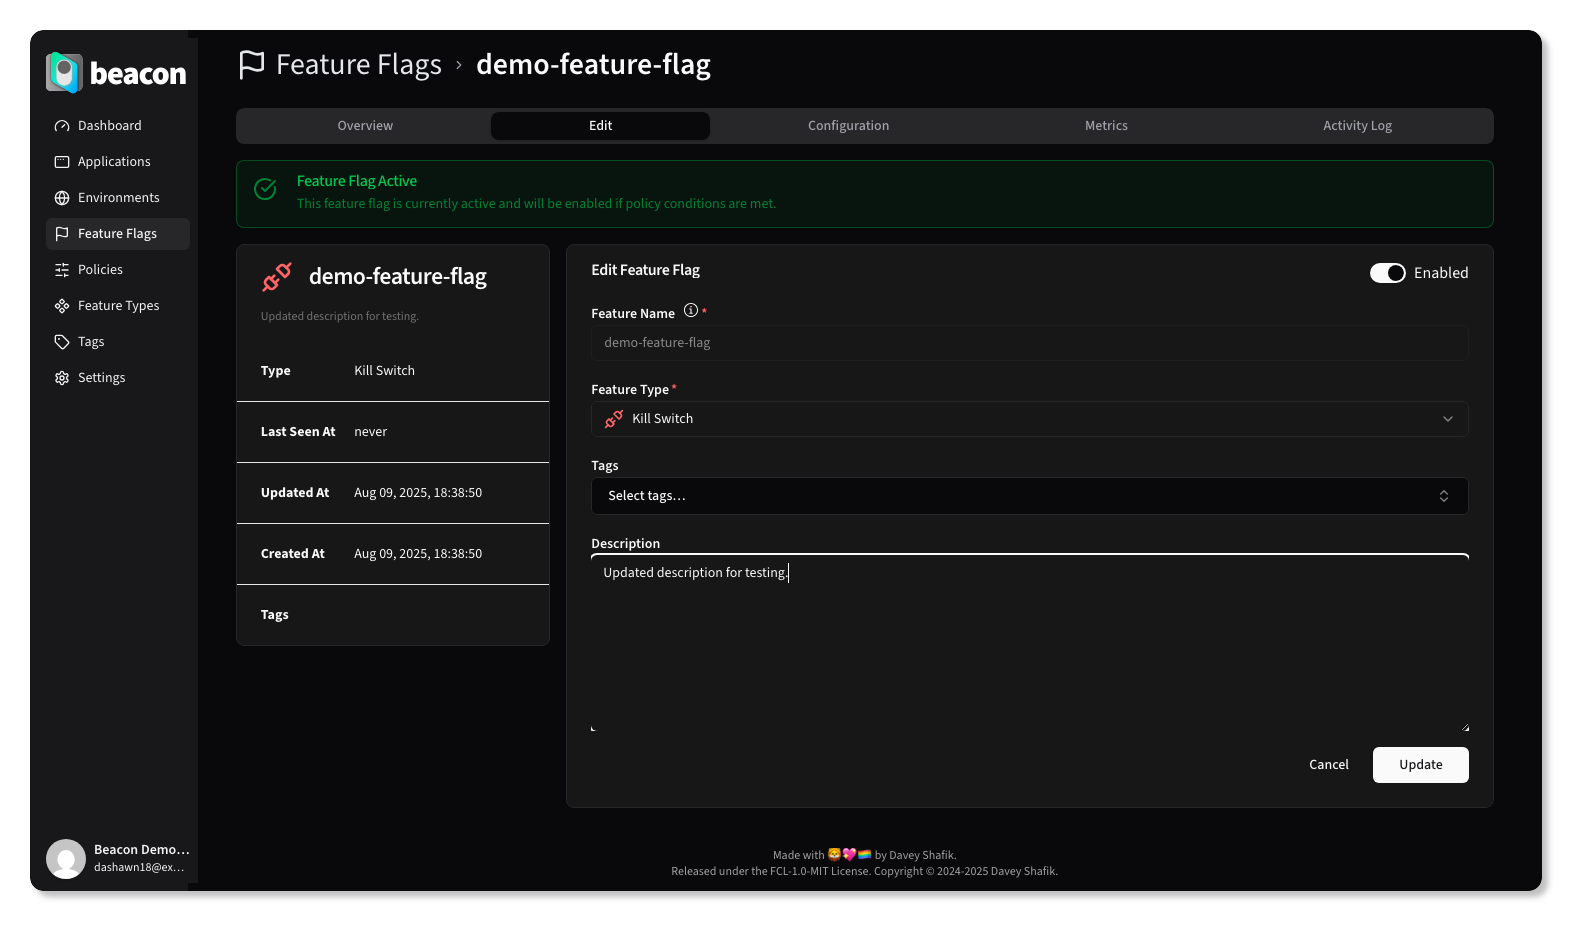 beacon
Dashboard
Applications
Environments
Feature Flags
Policies
Feature Types
Tags
Settings
Beacon Demo…
dashawn18@ex…
Feature Flags › demo-feature-flag
Overview Edit Configuration Metrics Activity Log
Feature Flag Active
This feature flag is currently active and will be enabled if policy conditions are met.
demo-feature-flag
Updated description for testing.
Type Kill Switch
Last Seen At never
Updated At Aug 09, 2025, 18:38:50
Created At Aug 09, 2025, 18:38:50
Tags
Edit Feature Flag
Enabled
Feature Name *
demo-feature-flag
Feature Type *
Kill Switch
Tags
Select tags…
Description
Updated description for testing.
Cancel Update
Made with 🦁💖🏳️‍🌈 by Davey Shafik.
Released under the FCL-1.0-MIT License. Copyright © 2024-2025 Davey Shafik.